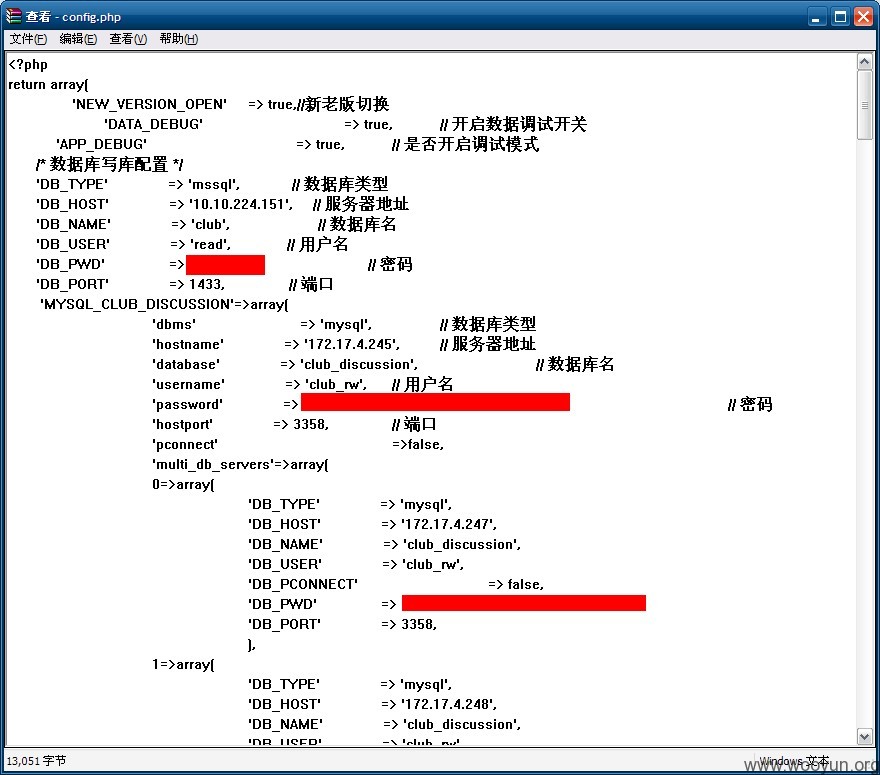 查看 - config.php
文件(F) 编辑(E) 查看(V) 帮助(H)
<?php
return array(
'NEW_VERSION_OPEN' => true,//新老版切换
'DATA_DEBUG' => true, // 开启数据调试开关
'APP_DEBUG' => true, // 是否开启调试模式
/* 数据库写库配置 */
'DB_TYPE' => 'mssql', // 数据库类型
'DB_HOST' => '10.10.224.151', // 服务器地址
'DB_NAME' => 'club', // 数据库名
'DB_USER' => 'read', // 用户名
'DB_PWD' => // 密码
'DB_PORT' => 1433, // 端口
'MYSQL_CLUB_DISCUSSION'=>array(
'dbms' => 'mysql', // 数据库类型
'hostname' => '172.17.4.245', // 服务器地址
'database' => 'club_discussion', // 数据库名
'username' => 'club_rw', // 用户名
'password' => // 密码
'hostport' => 3358, // 端口
'pconnect' =>false,
'multi_db_servers'=>array(
0=>array(
'DB_TYPE' => 'mysql',
'DB_HOST' => '172.17.4.247',
'DB_NAME' => 'club_discussion',
'DB_USER' => 'club_rw',
'DB_PCONNECT' => false,
'DB_PWD' =>
'DB_PORT' => 3358,
),
1=>array(
'DB_TYPE' => 'mysql',
'DB_HOST' => '172.17.4.248',
'DB_NAME' => 'club_discussion',
'DB_USER' => 'club_rw',
13,051 字节 Windows 文本
www.wooyun.org